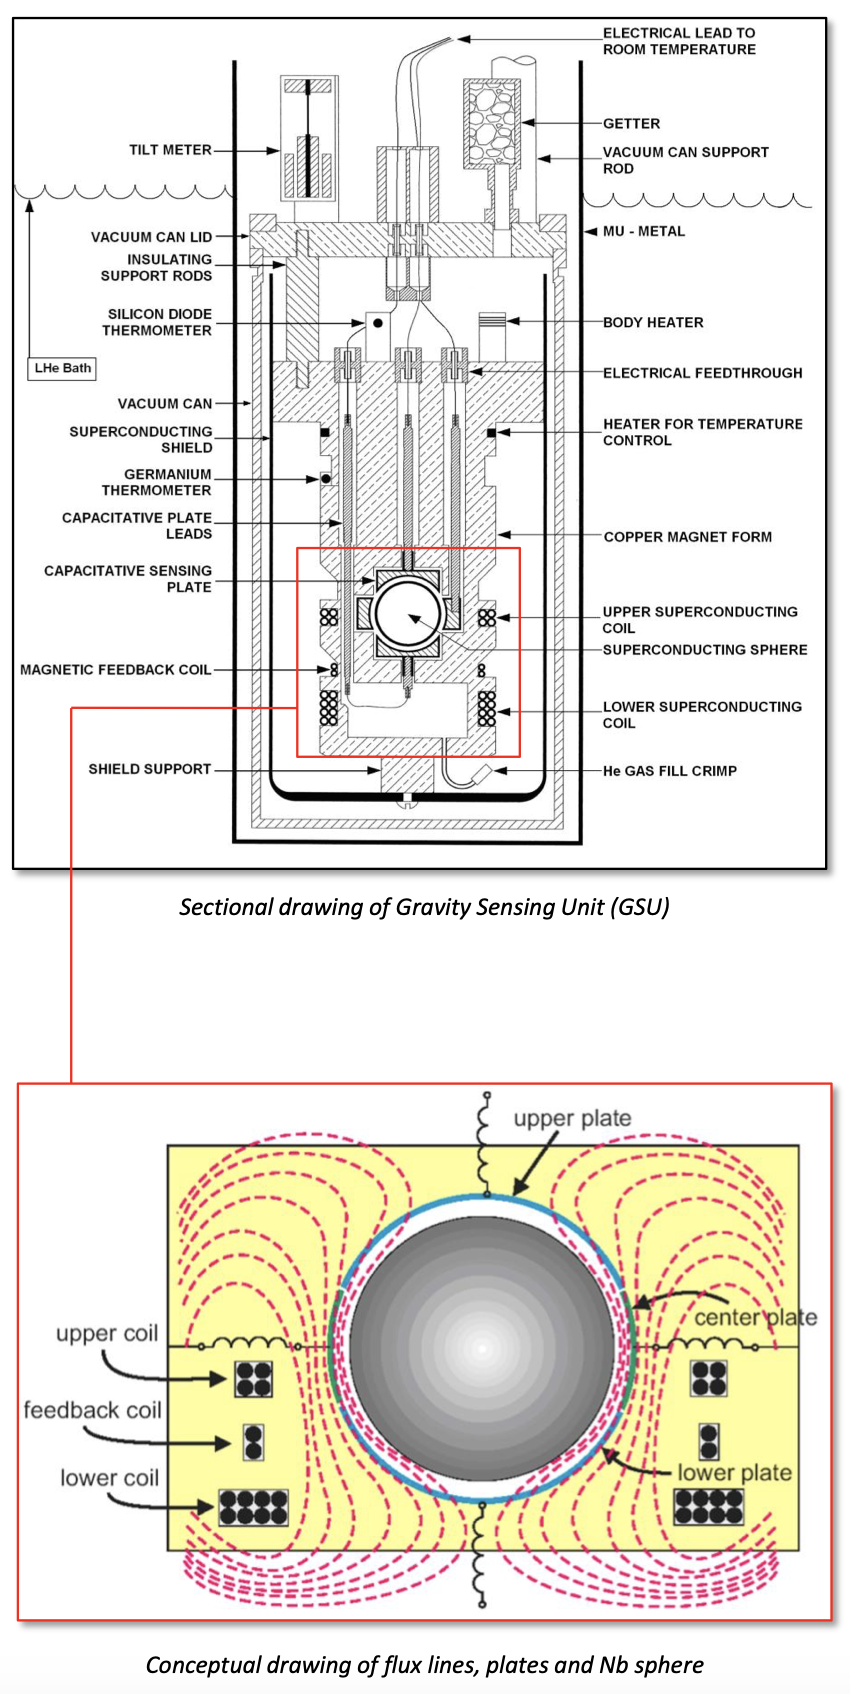 ELECTRICAL LEAD TO
ROOM TEMPERATURE
GETTER
TILT METER
VACUUM CAN SUPPORT
ROD
VACUUM CAN LID
MU - METAL
INSULATING
SUPPORT RODS
SILICON DIODE
THERMOMETER
BODY HEATER
LHe Bath
ELECTRICAL FEEDTHROUGH
VACUUM CAN
SUPERCONDUCTING
SHIELD
HEATER FOR TEMPERATURE
CONTROL
GERMANIUM
THERMOMETER
CAPACITATIVE PLATE
LEADS
COPPER MAGNET FORM
CAPACITATIVE SENSING
PLATE
UPPER SUPERCONDUCTING
COIL
SUPERCONDUCTING SPHERE
MAGNETIC FEEDBACK COIL
LOWER SUPERCONDUCTING
COIL
SHIELD SUPPORT
He GAS FILL CRIMP
Sectional drawing of Gravity Sensing Unit (GSU)
upper plate
center plate
upper coil
feedback coil
lower coil
lower plate
Conceptual drawing of flux lines, plates and Nb sphere